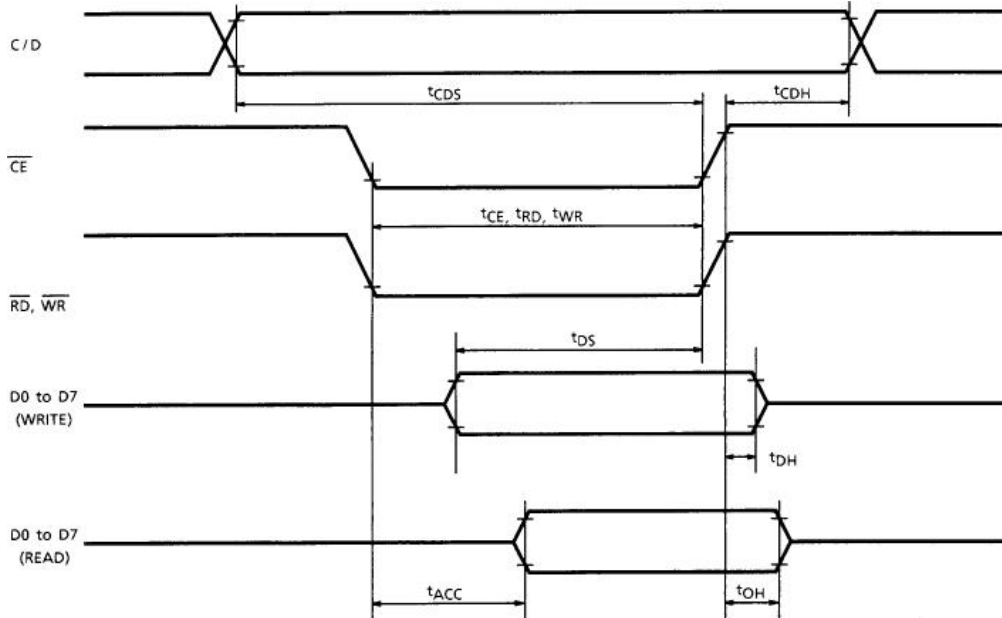 C/D
tCDS
tCDH
CE
tCE, tRD, tWR
RD, WR
tDS
D0 to D7
(WRITE)
tDH
D0 to D7
(READ)
tACC
tOH